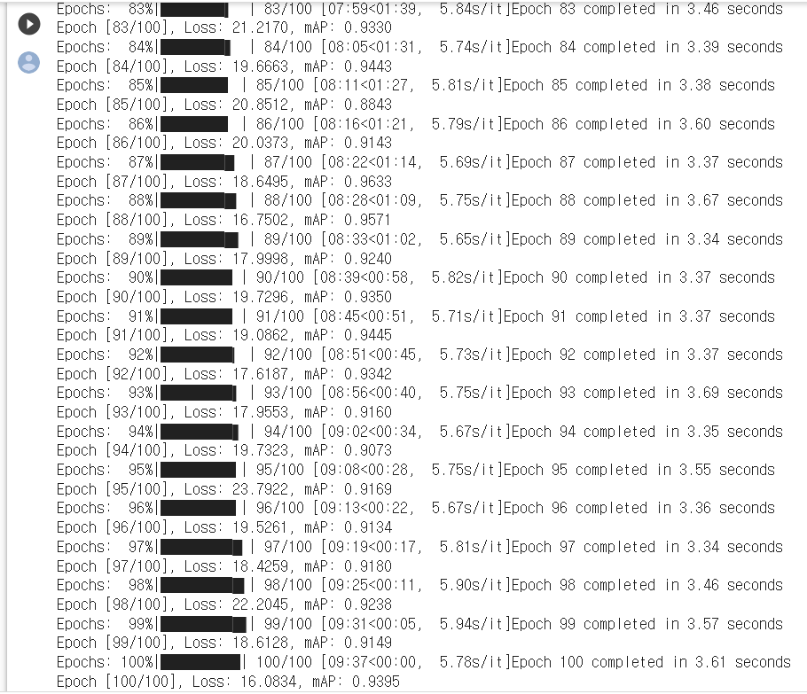 Epochs:  83%|████████ | 83/100 [07:59<01:39,  5.84s/it]Epoch 83 completed in 3.46 seconds
Epoch [83/100], Loss: 21.2170, mAP: 0.9330
Epochs:  84%|████████ | 84/100 [08:05<01:31,  5.74s/it]Epoch 84 completed in 3.39 seconds
Epoch [84/100], Loss: 19.6663, mAP: 0.9443
Epochs:  85%|████████ | 85/100 [08:11<01:27,  5.81s/it]Epoch 85 completed in 3.38 seconds
Epoch [85/100], Loss: 20.8512, mAP: 0.8843
Epochs:  86%|████████ | 86/100 [08:16<01:21,  5.79s/it]Epoch 86 completed in 3.60 seconds
Epoch [86/100], Loss: 20.0373, mAP: 0.9143
Epochs:  87%|████████ | 87/100 [08:22<01:14,  5.69s/it]Epoch 87 completed in 3.37 seconds
Epoch [87/100], Loss: 18.6495, mAP: 0.9633
Epochs:  88%|████████ | 88/100 [08:28<01:09,  5.75s/it]Epoch 88 completed in 3.67 seconds
Epoch [88/100], Loss: 16.7502, mAP: 0.9571
Epochs:  89%|████████ | 89/100 [08:33<01:02,  5.65s/it]Epoch 89 completed in 3.34 seconds
Epoch [89/100], Loss: 17.9998, mAP: 0.9240
Epochs:  90%|█████████ | 90/100 [08:39<00:58,  5.82s/it]Epoch 90 completed in 3.37 seconds
Epoch [90/100], Loss: 19.7296, mAP: 0.9350
Epochs:  91%|█████████ | 91/100 [08:45<00:51,  5.71s/it]Epoch 91 completed in 3.37 seconds
Epoch [91/100], Loss: 19.0862, mAP: 0.9445
Epochs:  92%|█████████ | 92/100 [08:51<00:45,  5.73s/it]Epoch 92 completed in 3.37 seconds
Epoch [92/100], Loss: 17.6187, mAP: 0.9342
Epochs:  93%|█████████ | 93/100 [08:56<00:40,  5.75s/it]Epoch 93 completed in 3.69 seconds
Epoch [93/100], Loss: 17.9553, mAP: 0.9160
Epochs:  94%|█████████ | 94/100 [09:02<00:34,  5.67s/it]Epoch 94 completed in 3.35 seconds
Epoch [94/100], Loss: 19.7323, mAP: 0.9073
Epochs:  95%|█████████ | 95/100 [09:08<00:28,  5.75s/it]Epoch 95 completed in 3.55 seconds
Epoch [95/100], Loss: 23.7922, mAP: 0.9169
Epochs:  96%|█████████ | 96/100 [09:13<00:22,  5.67s/it]Epoch 96 completed in 3.36 seconds
Epoch [96/100], Loss: 19.5261, mAP: 0.9134
Epochs:  97%|█████████ | 97/100 [09:19<00:17,  5.81s/it]Epoch 97 completed in 3.34 seconds
Epoch [97/100], Loss: 18.4259, mAP: 0.9180
Epochs:  98%|█████████ | 98/100 [09:25<00:11,  5.90s/it]Epoch 98 completed in 3.46 seconds
Epoch [98/100], Loss: 22.2045, mAP: 0.9238
Epochs:  99%|█████████ | 99/100 [09:31<00:05,  5.94s/it]Epoch 99 completed in 3.57 seconds
Epoch [99/100], Loss: 18.6128, mAP: 0.9149
Epochs: 100%|██████████| 100/100 [09:37<00:00,  5.78s/it]Epoch 100 completed in 3.61 seconds
Epoch [100/100], Loss: 16.0834, mAP: 0.9395